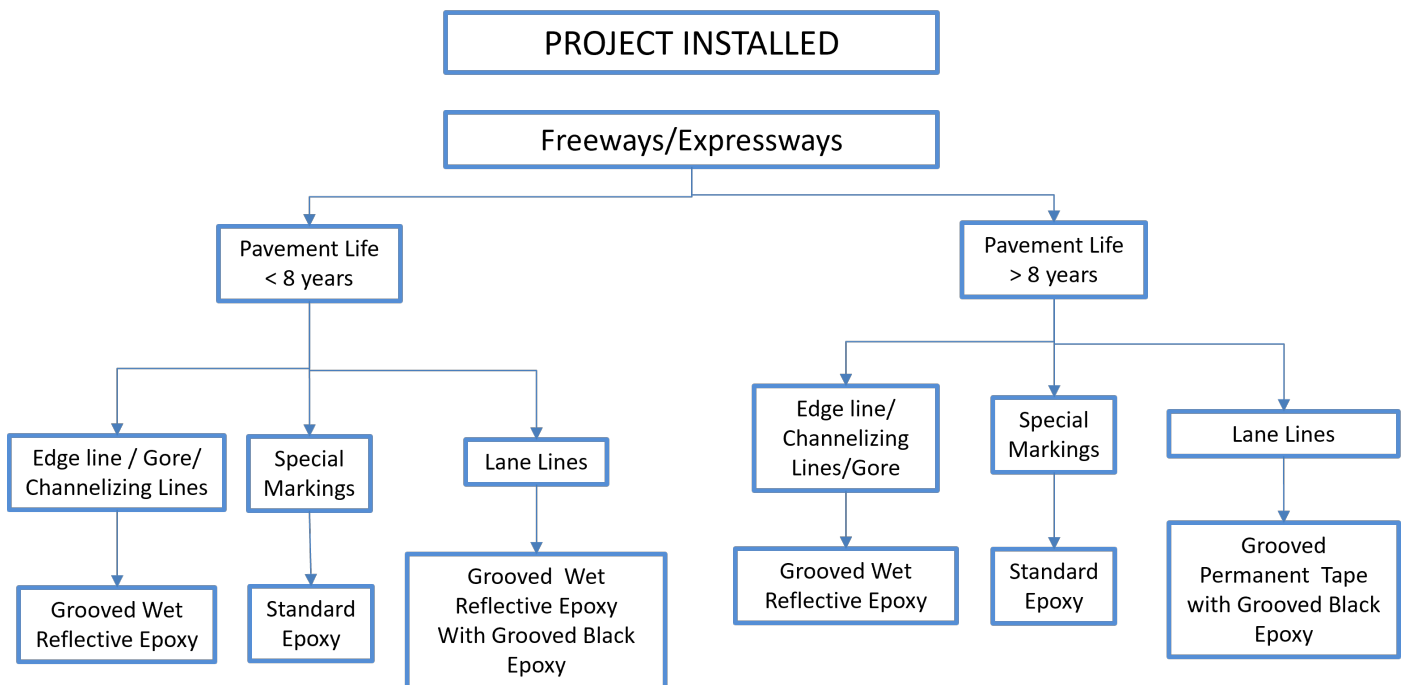 PROJECT INSTALLED
Freeways/Expressways
Pavement Life
< 8 years
Pavement Life
> 8 years
Edge line / Gore/
Channelizing Lines
Special
Markings
Lane Lines
Edge line/
Channelizing
Lines/Gore
Special
Markings
Lane Lines
Grooved Wet
Reflective Epoxy
Standard
Epoxy
Grooved Wet
Reflective Epoxy
With Grooved Black
Epoxy
Grooved Wet
Reflective Epoxy
Standard
Epoxy
Grooved
Permanent Tape
with Grooved Black
Epoxy